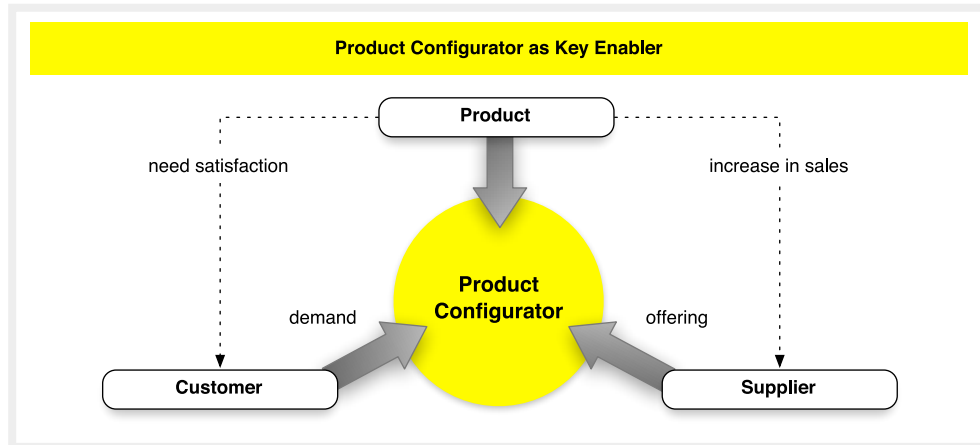 Product Configurator as Key Enabler
Product
need satisfaction
increase in sales
Product
Configurator
demand
offering
Customer
Supplier